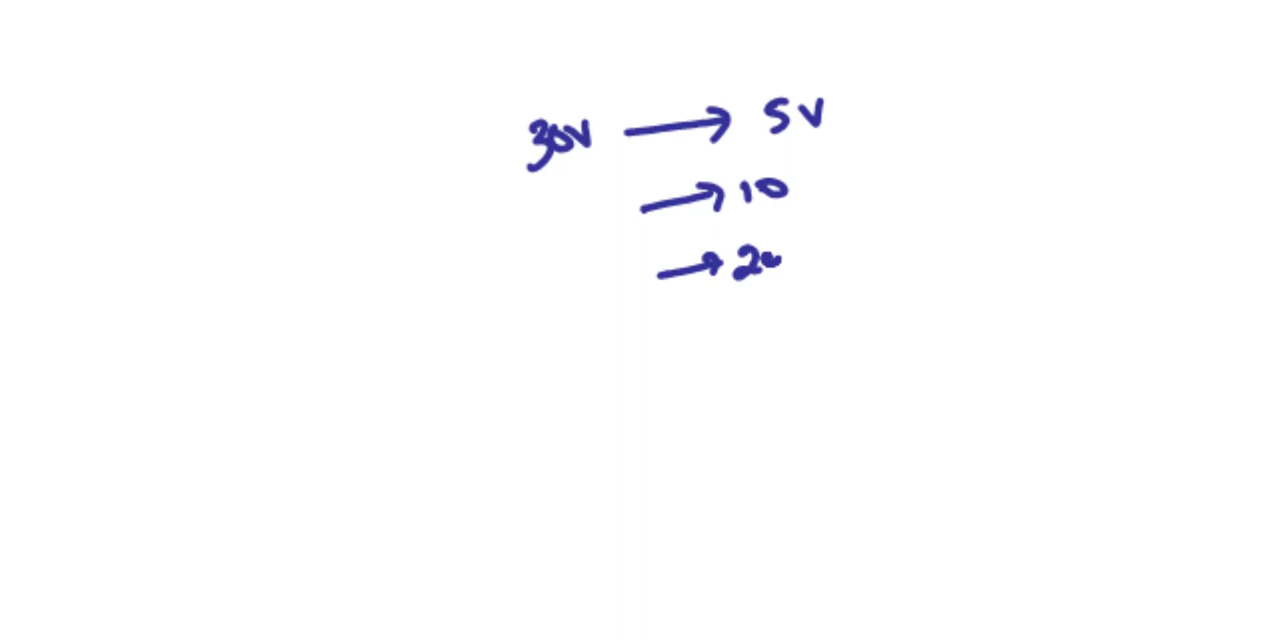 30V → 5V
→ 10
→ 20